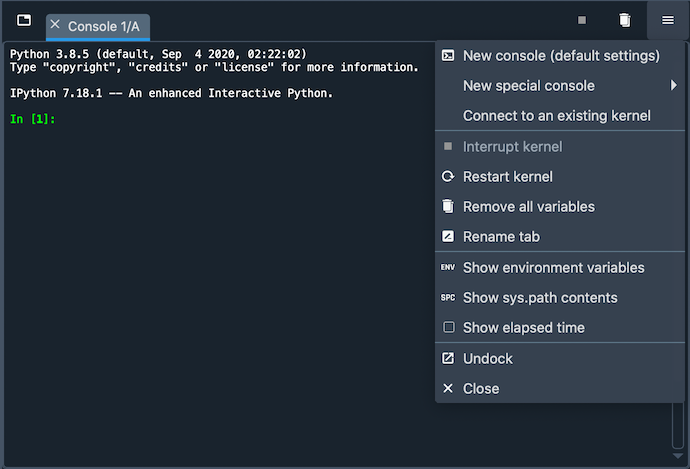 Console 1/A
Python 3.8.5 (default, Sep  4 2020, 02:22:02)
Type "copyright", "credits" or "license" for more information.
IPython 7.18.1 -- An enhanced Interactive Python.
In [1]:
New console (default settings)
New special console
Connect to an existing kernel
Interrupt kernel
Restart kernel
Remove all variables
Rename tab
ENV Show environment variables
SPC Show sys.path contents
Show elapsed time
Undock
Close